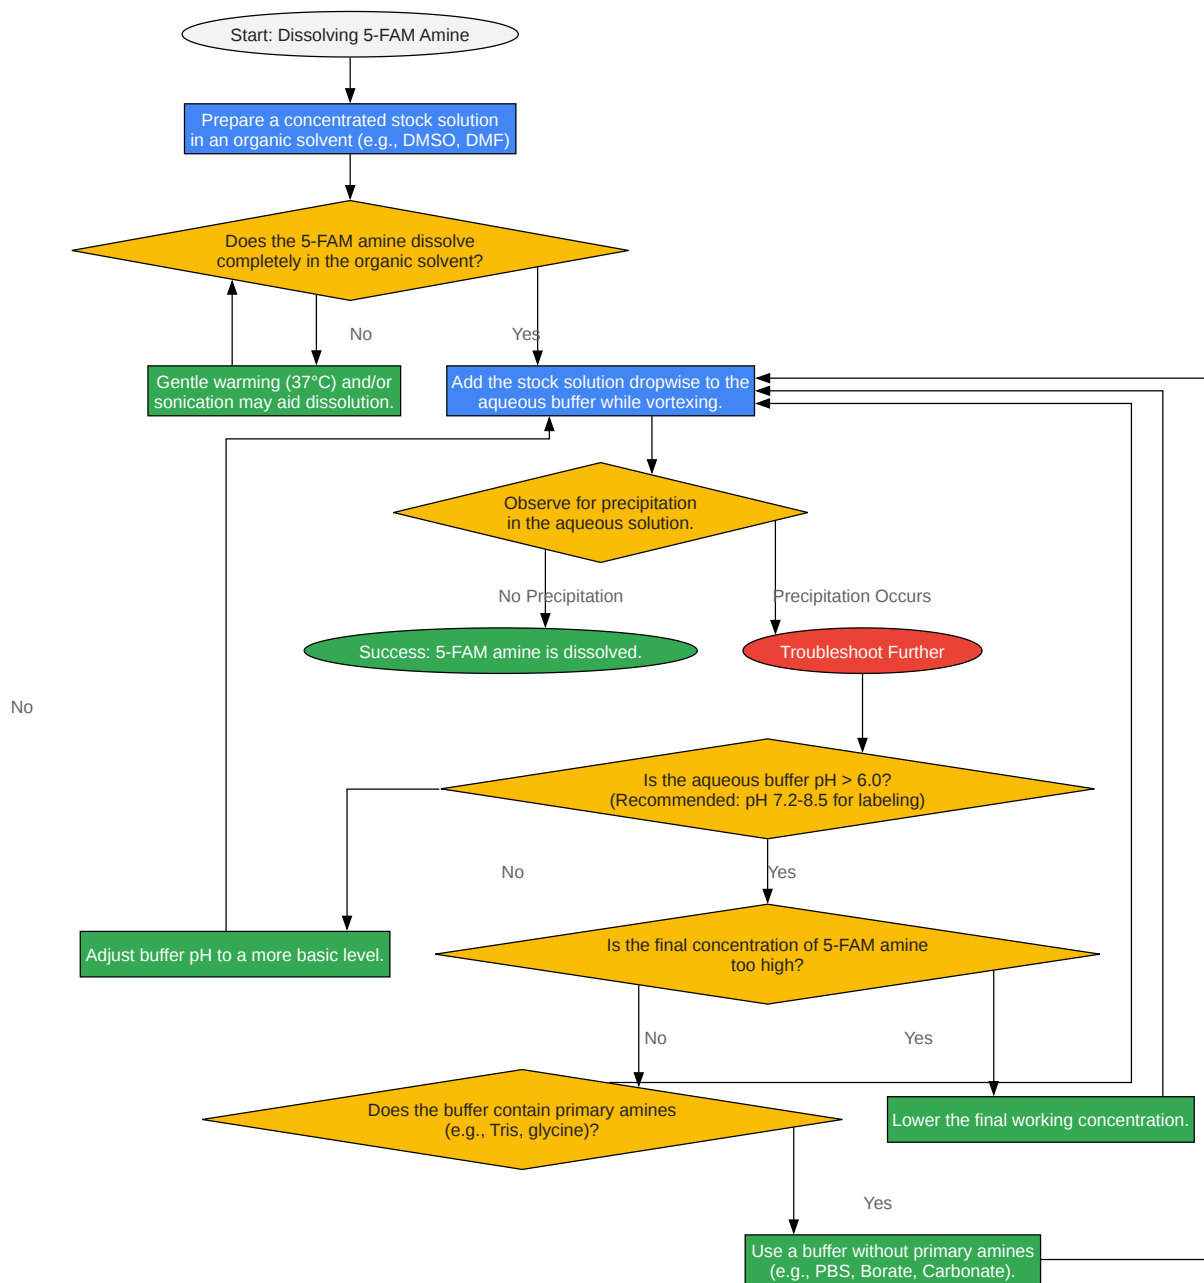 Start: Dissolving 5-FAM Amine
Prepare a concentrated stock solution
in an organic solvent (e.g., DMSO, DMF)
Does the 5-FAM amine dissolve
completely in the organic solvent?
No
Yes
Gentle warming (37°C) and/or
sonication may aid dissolution.
Add the stock solution dropwise to the
aqueous buffer while vortexing.
Observe for precipitation
in the aqueous solution.
No Precipitation
Precipitation Occurs
Success: 5-FAM amine is dissolved.
Troubleshoot Further
No
Is the aqueous buffer pH > 6.0?
(Recommended: pH 7.2-8.5 for labeling)
No
Yes
Adjust buffer pH to a more basic level.
Is the final concentration of 5-FAM amine
too high?
No
Yes
Does the buffer contain primary amines
(e.g., Tris, glycine)?
Lower the final working concentration.
Yes
Use a buffer without primary amines
(e.g., PBS, Borate, Carbonate).